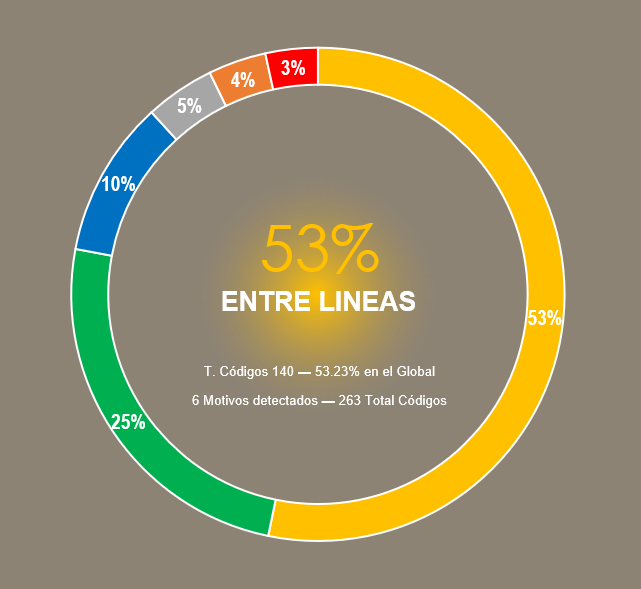 3%
4%
5%
10%
53%
ENTRE LINEAS
53%
T. Códigos 140 — 53.23% en el Global
6 Motivos detectados — 263 Total Códigos
25%